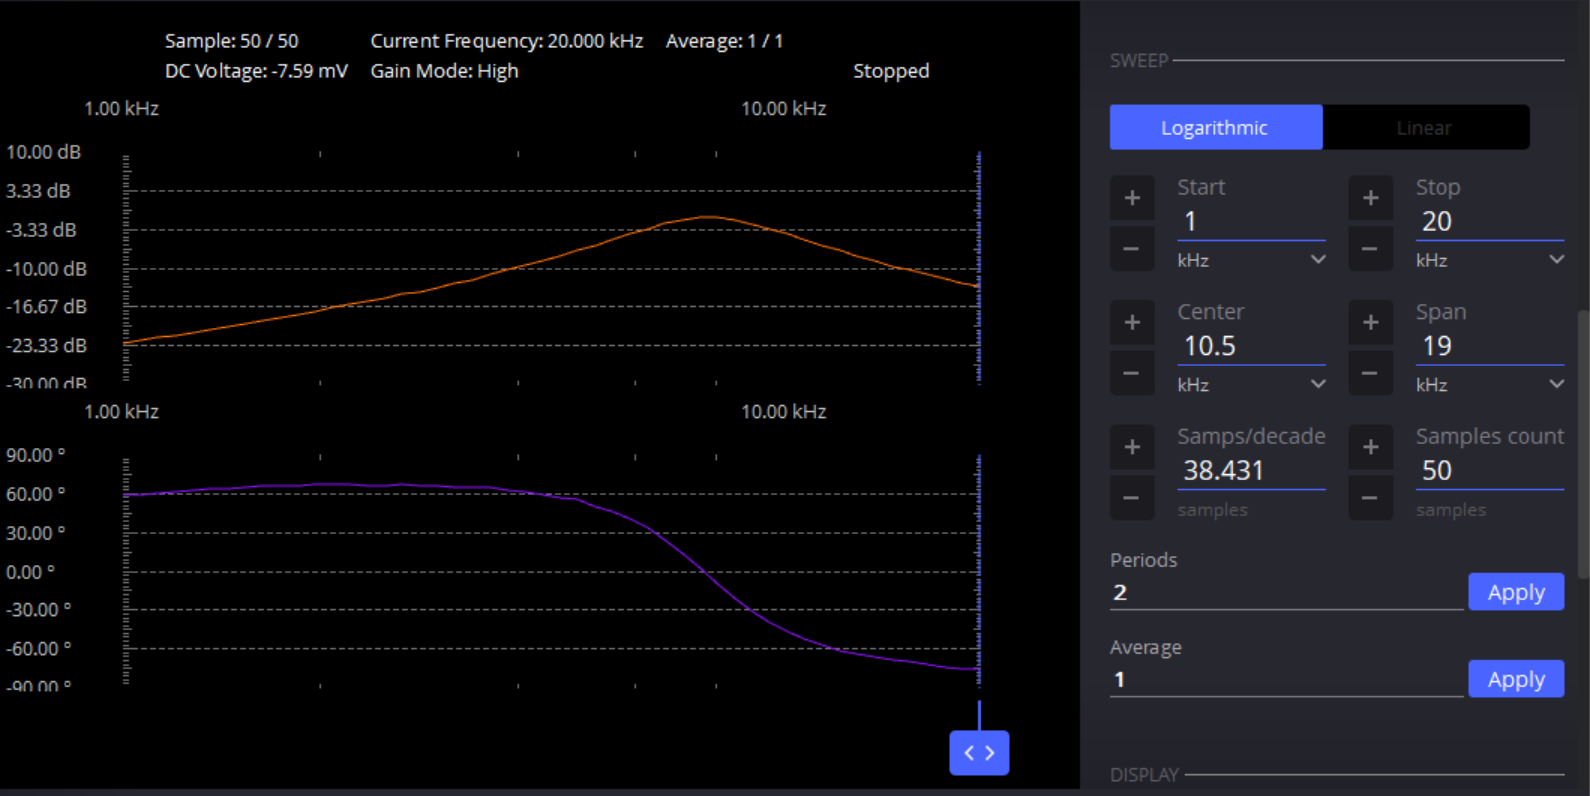 Sample: 50 / 50 Current Frequency: 20.000 kHz Average: 1 / 1
DC Voltage: -7.59 mV Gain Mode: High Stopped
1.00 kHz 10.00 kHz
10.00 dB
3.33 dB
-3.33 dB
-10.00 dB
-16.67 dB
-23.33 dB
-30.00 dB
1.00 kHz 10.00 kHz
90.00 °
60.00 °
30.00 °
0.00 °
-30.00 °
-60.00 °
-90.00 °
SWEEP
Logarithmic Linear
Start Stop
+ 1 + 20
- kHz - kHz
Center Span
+ 10.5 + 19
- kHz - kHz
Samps/decade Samples count
+ 38.431 + 50
- samples - samples
Periods
2 Apply
Average
1 Apply
DISPLAY